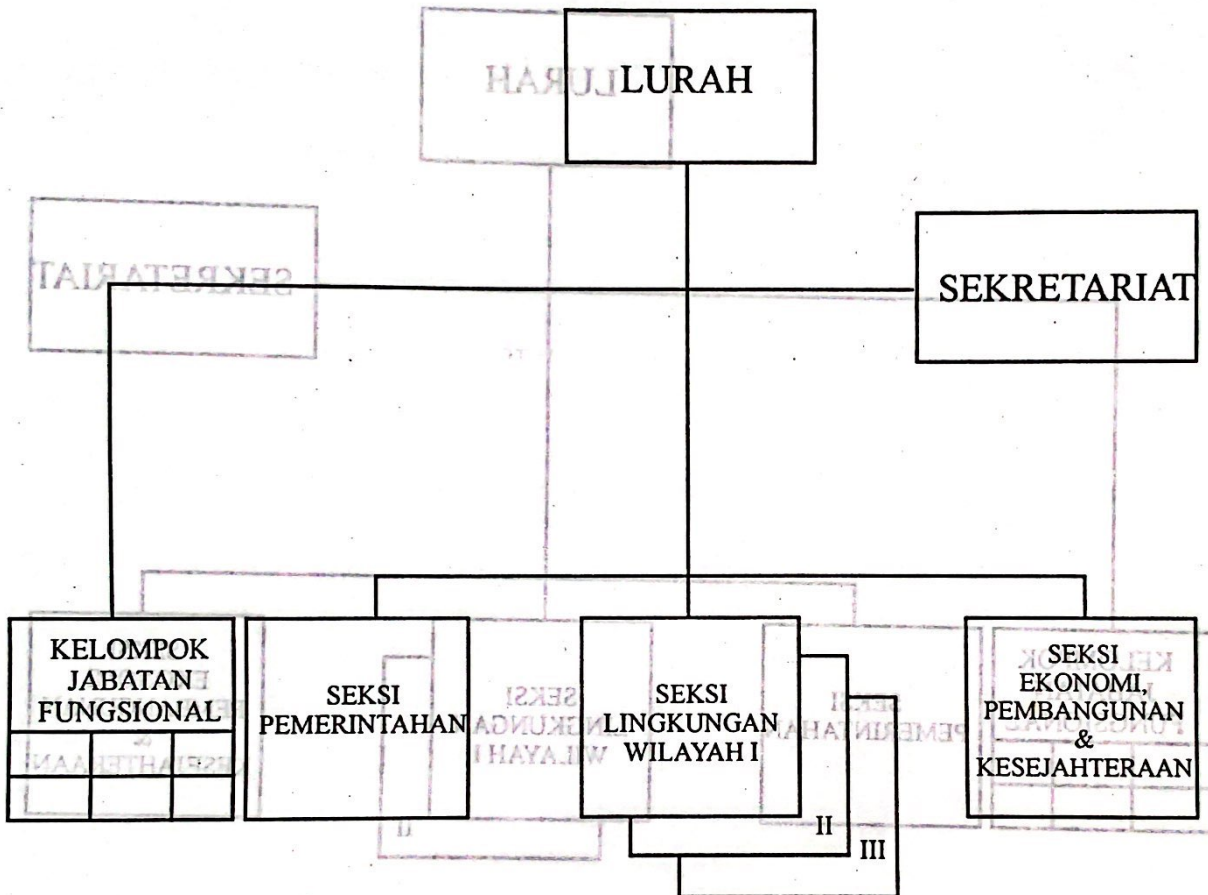 LURAH
SEKRETARIAT
KELOMPOK
JABATAN
FUNGSIONAL
SEKSI
PEMERINTAHAN
SEKSI
LINGKUNGAN
WILAYAH I
II
III
SEKSI
EKONOMI,
PEMBANGUNAN
&
KESEJAHTERAAN